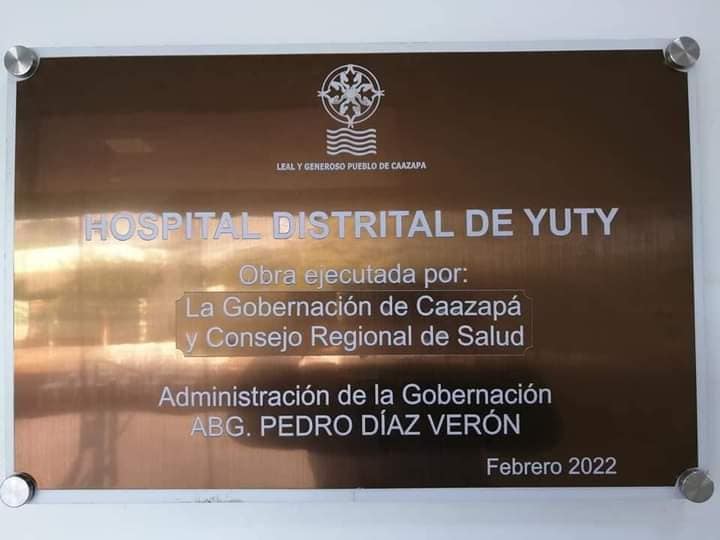 LEAL Y GENEROSO PUEBLO DE CAAZAPA
HOSPITAL DISTRITAL DE YUTY
Obra ejecutada por:
La Gobernación de Caazapá
y Consejo Regional de Salud
Administración de la Gobernación
ABG. PEDRO DÍAZ VERÓN
Febrero 2022